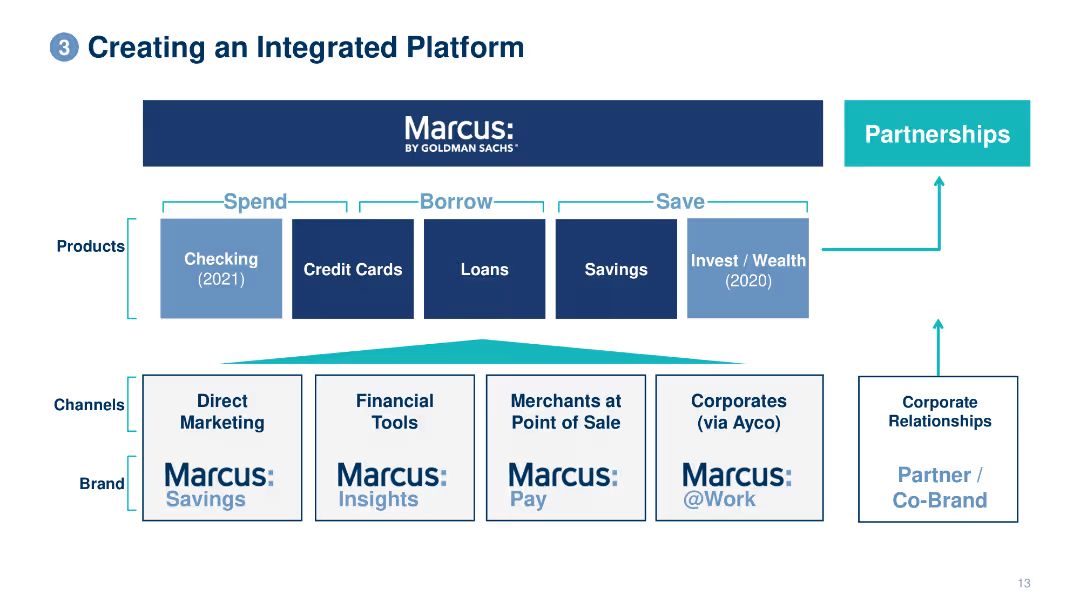 3 Creating an Integrated Platform
Marcus:
BY GOLDMAN SACHS®
Partnerships
Spend
Borrow
Save
Products
Checking
(2021)
Credit Cards
Loans
Savings
Invest / Wealth
(2020)
Channels
Direct
Marketing
Financial
Tools
Merchants at
Point of Sale
Corporates
(via Ayco)
Corporate
Relationships
Brand
Marcus:
Savings
Marcus:
Insights
Marcus:
Pay
Marcus:
@Work
Partner /
Co-Brand
13